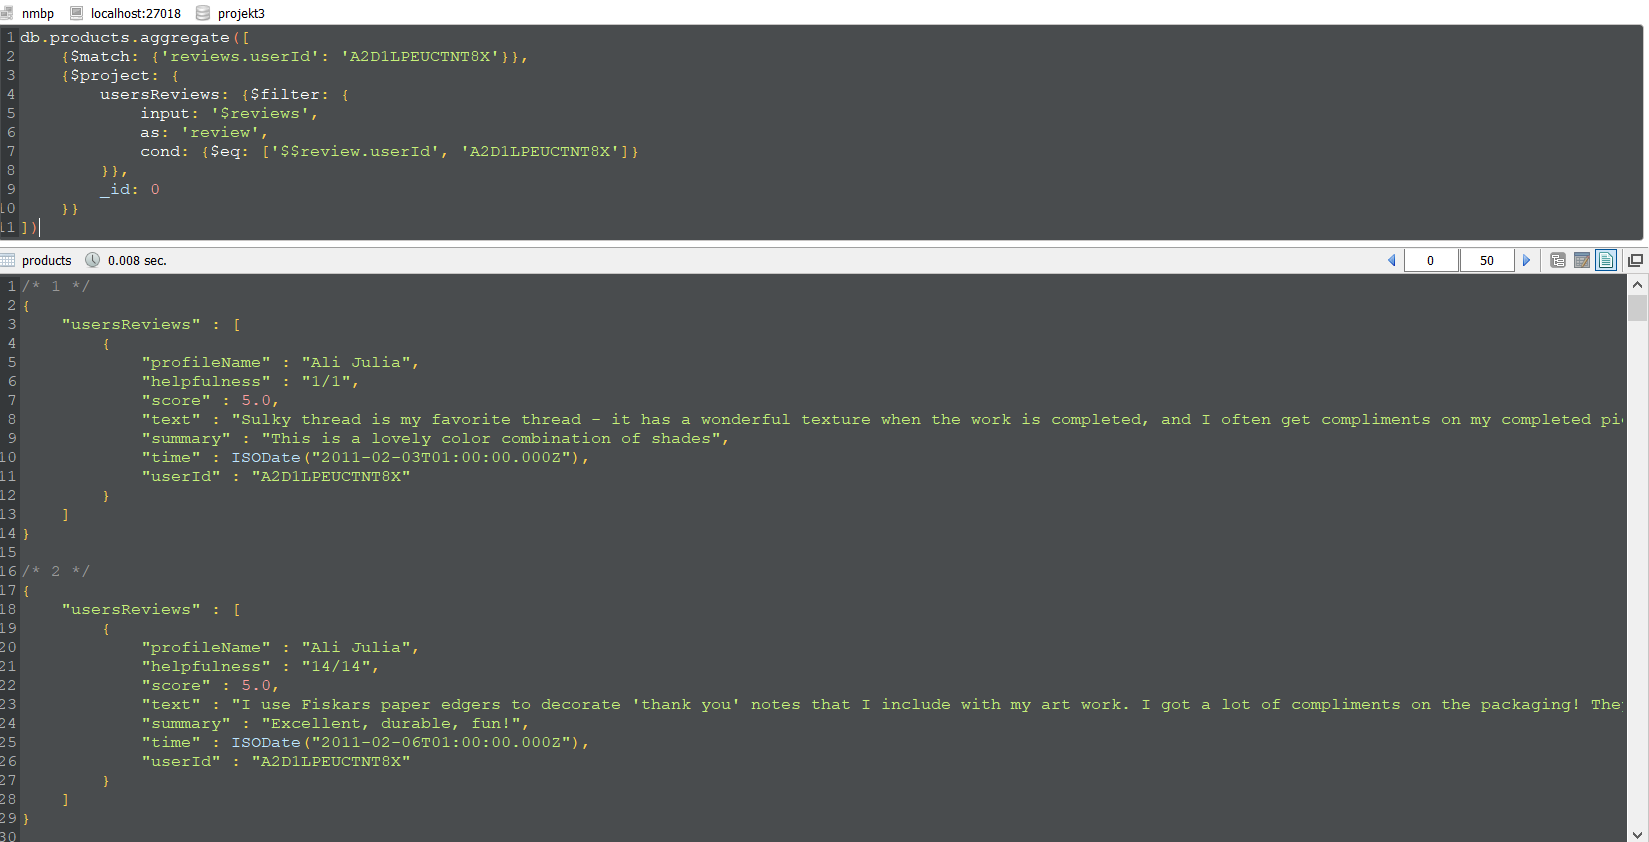 nmbp localhost:27018 projekt3
1 db.products.aggregate([
2 {$match: {'reviews.userId': 'A2D1LPEUCTNT8X'}},
3 {$project: {
4 usersReviews: {$filter: {
5 input: '$reviews',
6 as: 'review',
7 cond: {$eq: ['$$review.userId', 'A2D1LPEUCTNT8X']}
8 }},
9 _id: 0
10 }}
11 ])
products 0.008 sec. 0 50
1 /* 1 */
2 {
3 "usersReviews" : [
4 {
5 "profileName" : "Ali Julia",
6 "helpfulness" : "1/1",
7 "score" : 5.0,
8 "text" : "Sulky thread is my favorite thread - it has a wonderful texture when the work is completed, and I often get compliments on my completed pi
9 "summary" : "This is a lovely color combination of shades",
10 "time" : ISODate("2011-02-03T01:00:00.000Z"),
11 "userId" : "A2D1LPEUCTNT8X"
12 }
13 ]
14 }
15
16 /* 2 */
17 {
18 "usersReviews" : [
19 {
20 "profileName" : "Ali Julia",
21 "helpfulness" : "14/14",
22 "score" : 5.0,
23 "text" : "I use Fiskars paper edgers to decorate 'thank you' notes that I include with my art work. I got a lot of compliments on the packaging! The
24 "summary" : "Excellent, durable, fun!",
25 "time" : ISODate("2011-02-06T01:00:00.000Z"),
26 "userId" : "A2D1LPEUCTNT8X"
27 }
28 ]
29 }
30